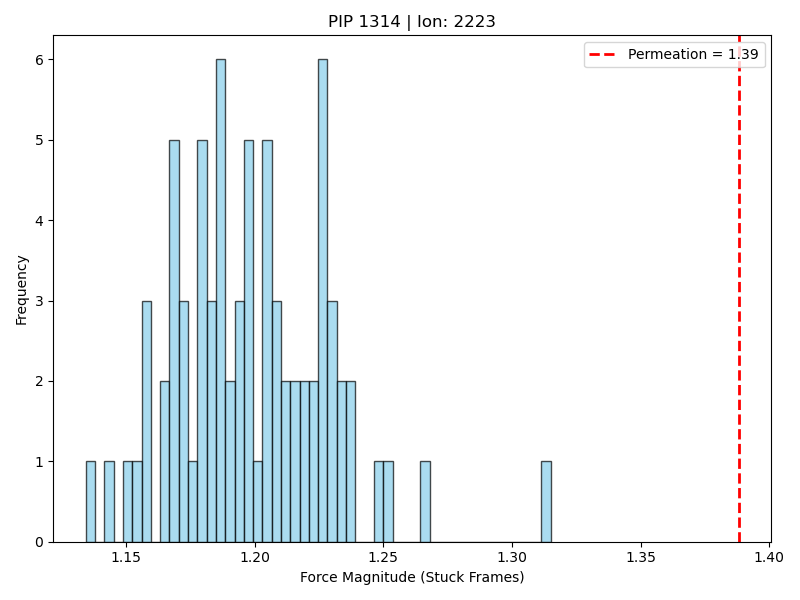 PIP 1314 | Ion: 2223
Permeation = 1.39
Frequency
6
5
4
3
2
1
0
1.15 1.20 1.25 1.30 1.35 1.40
Force Magnitude (Stuck Frames)